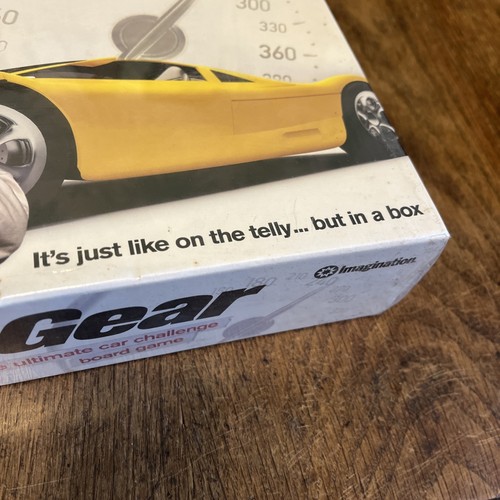 300
330
360
It's just like on the telly... but in a box
Imagination
Gear
ultimate car challenge
board game